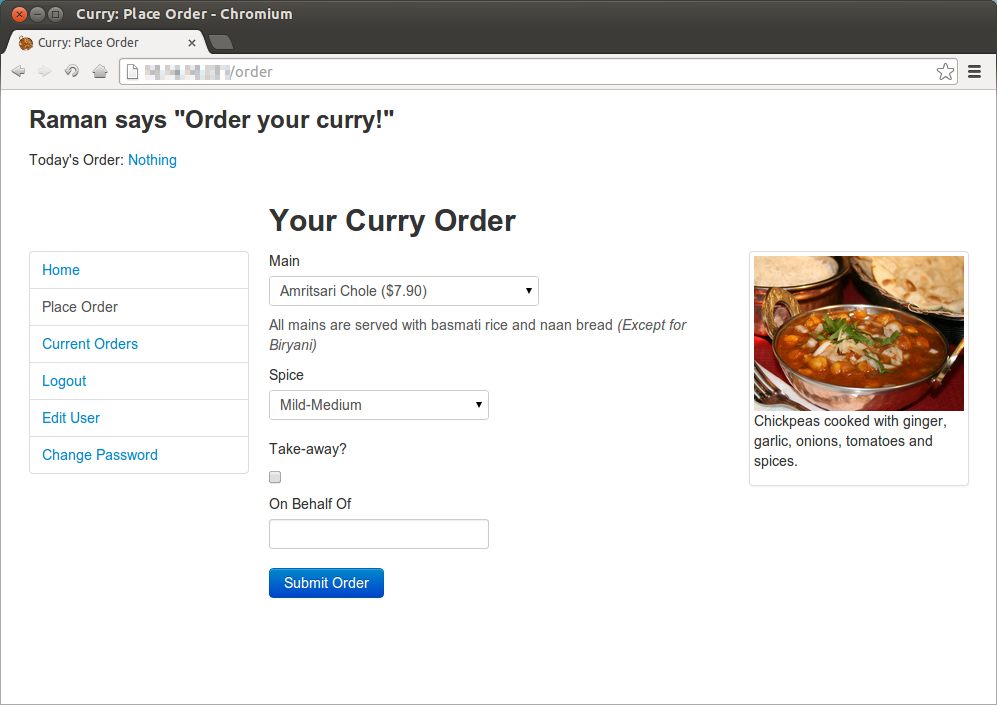 Curry: Place Order - Chromium
Curry: Place Order
/order
Raman says "Order your curry!"
Today's Order: Nothing
Your Curry Order
Home
Place Order
Current Orders
Logout
Edit User
Change Password
Main
Amritsari Chole ($7.90)
All mains are served with basmati rice and naan bread (Except for
Biryani)
Spice
Mild-Medium
Take-away?
On Behalf Of
Submit Order
Chickpeas cooked with ginger,
garlic, onions, tomatoes and
spices.